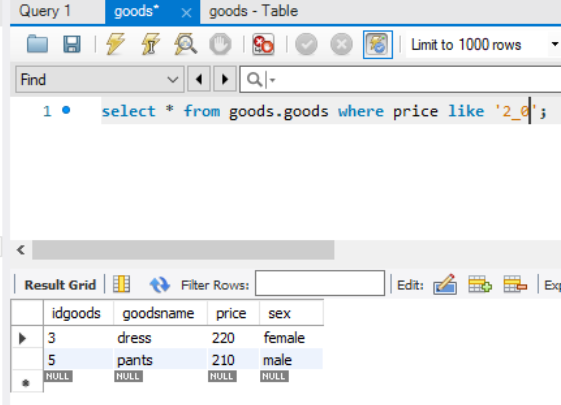 Query 1 goods* × goods - Table
Limit to 1000 rows
Find
1 select * from goods.goods where price like '2_0';
Result Grid Filter Rows: Edit: Exp
idgoods goodsname price sex
3 dress 220 female
5 pants 210 male
NULL NULL NULL NULL